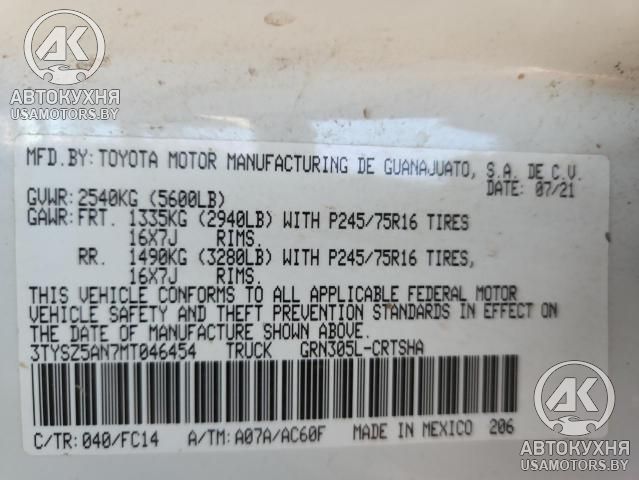 АК
АВТОКУХНЯ
USAMOTORS.BY
MFD.BY:TOYOTA MOTOR MANUFACTURING DE GUANAJUATO, S.A. DE C.V.
GVWR:2540KG (5600LB) DATE: 07/21
GAWR:FRT. 1335KG (2940LB) WITH P245/75R16 TIRES
16X7J RIMS.
RR. 1490KG (3280LB) WITH P245/75R16 TIRES,
16X7J RIMS.
THIS VEHICLE CONFORMS TO ALL APPLICABLE FEDERAL MOTOR
VEHICLE SAFETY AND THEFT PREVENTION STANDARDS IN EFFECT ON
THE DATE OF MANUFACTURE SHOWN ABOVE.
3TYSZ5AN7MT046454 TRUCK GRN305L-CRTSHA
C/TR:040/FC14 A/TM:A07A/AC60F MADE IN MEXICO 206
АК
АВТОКУХНЯ
USAMOTORS.BY